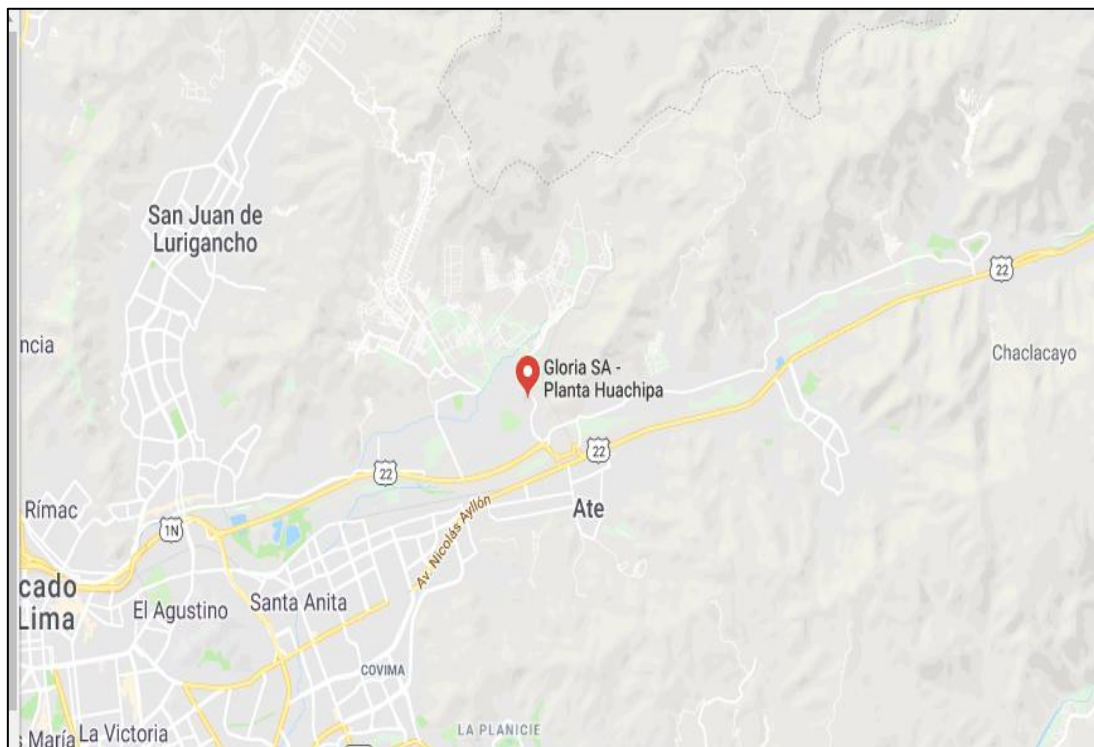 San Juan de
Lurigancho
22
ncia
Chaclacayo
Gloria SA -
Planta Huachipa
22
22
Rímac
1N
Ate
Av. Nicolás Ayllón
cado
Lima
El Agustino
Santa Anita
COVIMA
s María
La Victoria
LA PLANICIE